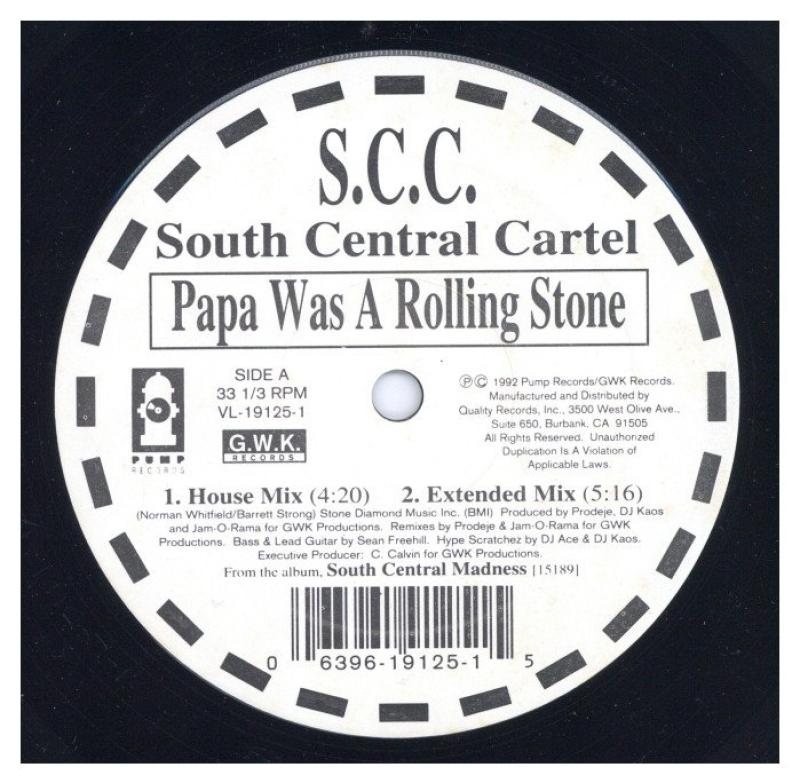 S.C.C.
South Central Cartel
Papa Was A Rolling Stone
SIDE A
33 1/3 RPM
VL-19125-1
PUMP
RECORDS
G.W.K.
RECORDS
ⓅⒸ 1992 Pump Records/GWK Records.
Manufactured and Distributed by
Quality Records, Inc., 3500 West Olive Ave.,
Suite 650, Burbank, CA 91505
All Rights Reserved. Unauthorized
Duplication Is A Violation of
Applicable Laws.
1. House Mix (4:20) 2. Extended Mix (5:16)
(Norman Whitfield/Barrett Strong) Stone Diamond Music Inc. (BMI) Produced by Prodeje, DJ Kaos
and Jam-O-Rama for GWK Productions. Remixes by Prodeje & Jam-O-Rama for GWK
Productions. Bass & Lead Guitar by Sean Freehill. Hype Scratchez by DJ Ace & DJ Kaos.
Executive Producer: C. Calvin for GWK Productions.
From the album, South Central Madness [15189]
0 6396-19125-1 5